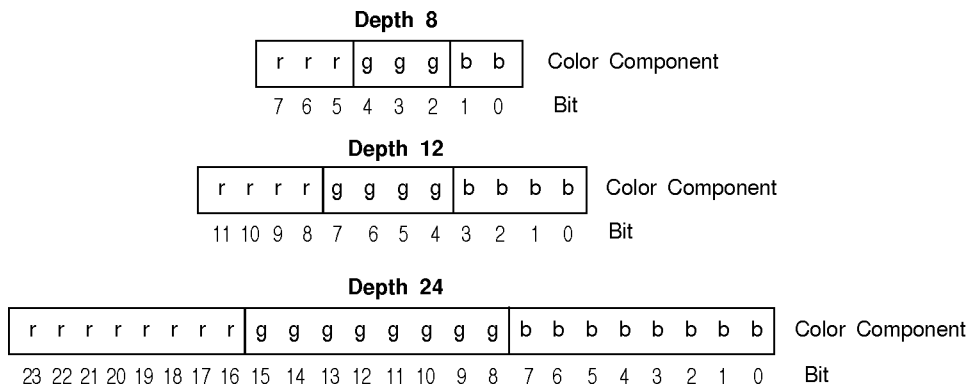 Depth 8
r r r g g g b b Color Component
7 6 5 4 3 2 1 0 Bit
Depth 12
r r r r g g g g b b b b Color Component
11 10 9 8 7 6 5 4 3 2 1 0 Bit
Depth 24
r r r r r r r r g g g g g g g g b b b b b b b b Color Component
23 22 21 20 19 18 17 16 15 14 13 12 11 10 9 8 7 6 5 4 3 2 1 0 Bit